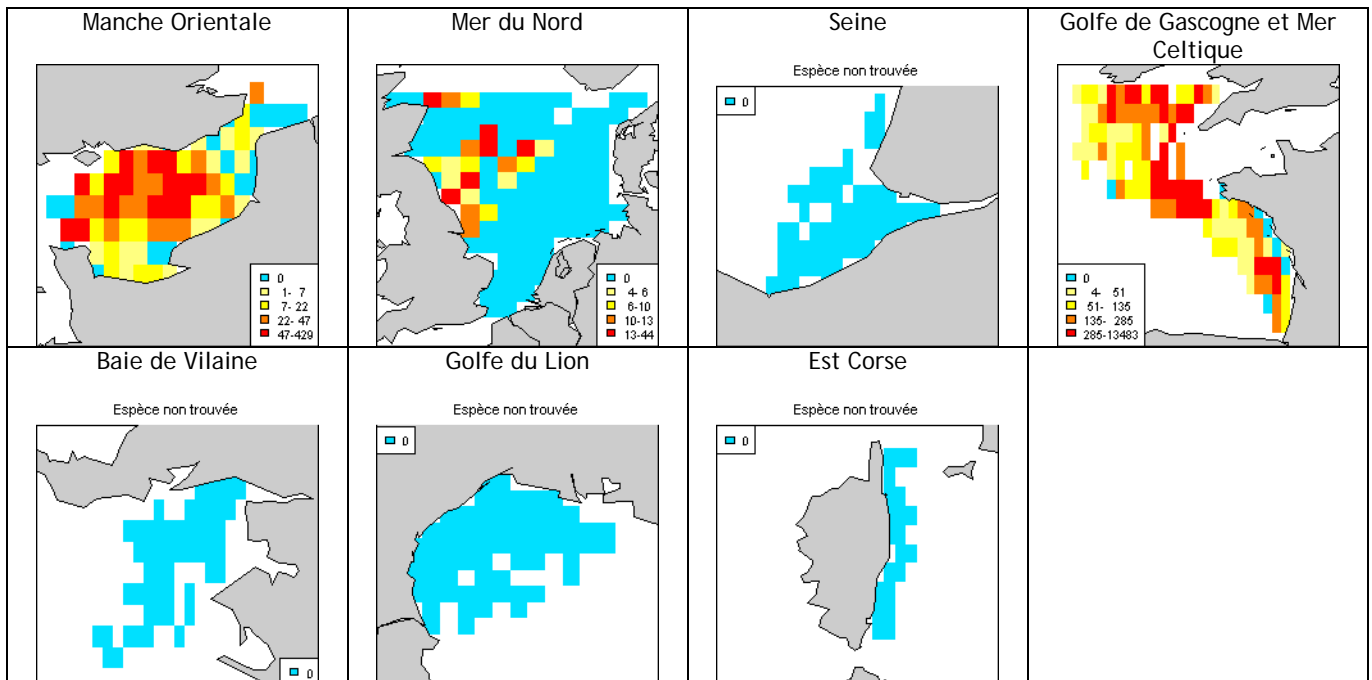 Manche Orientale
0
1- 7
7- 22
22- 47
47-429
Mer du Nord
0
4- 6
6-10
10-13
13-44
Seine
Espèce non trouvée
0
Golfe de Gascogne et Mer
Celtique
0
4- 51
51- 135
135- 285
285-13483
Baie de Vilaine
Espèce non trouvée
0
Golfe du Lion
Espèce non trouvée
0
Est Corse
Espèce non trouvée
0